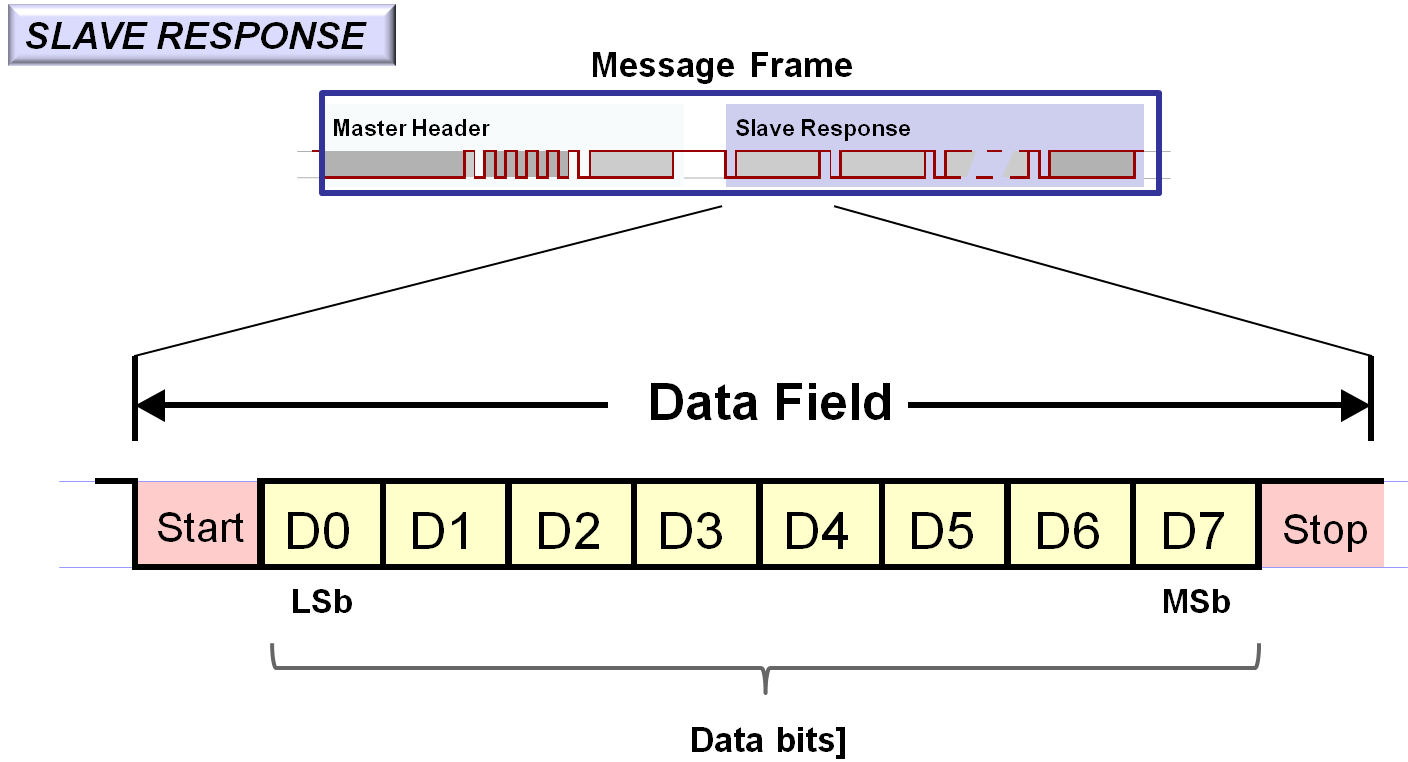 SLAVE RESPONSE
Message Frame
Master Header
Slave Response
Data Field
Start D0 D1 D2 D3 D4 D5 D6 D7 Stop
LSb MSb
Data bits]